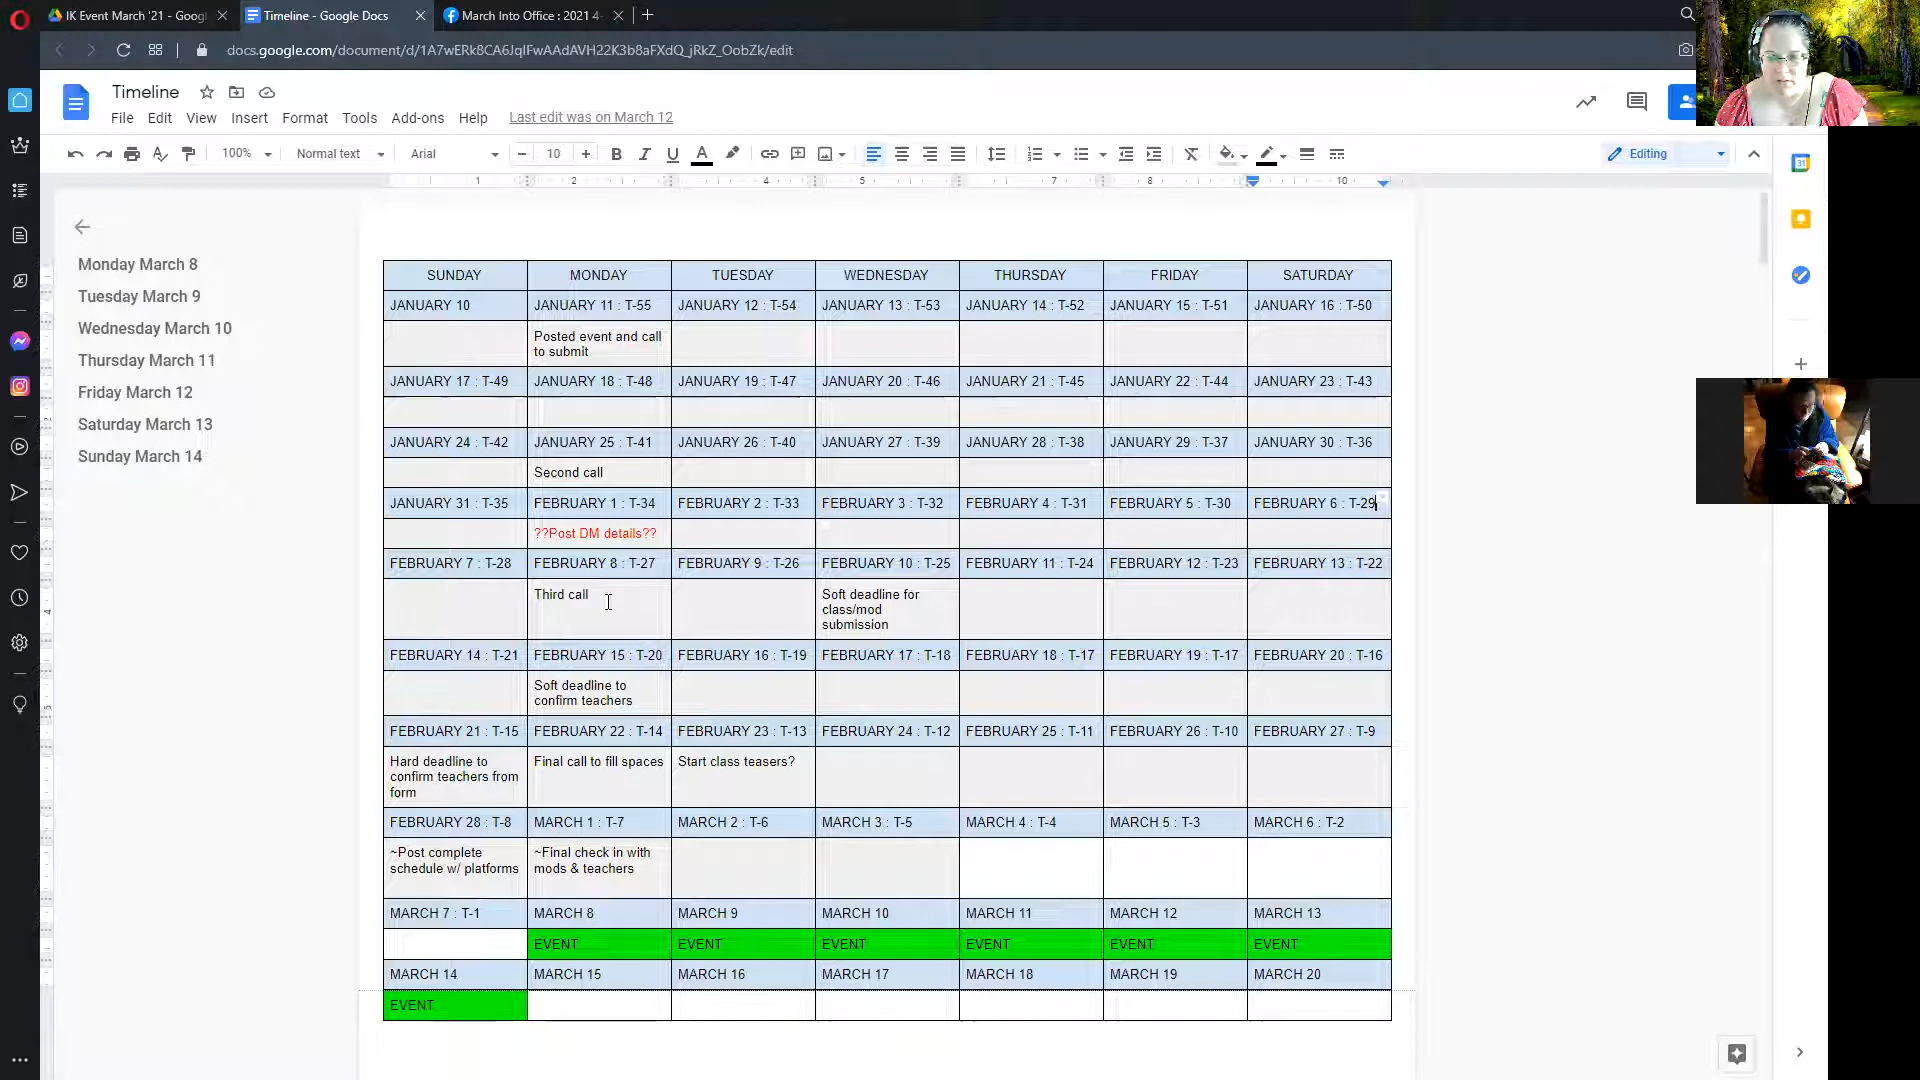 IK Event March '21 - Googl
Timeline - Google Docs
March Into Office : 2021 4-
docs.google.com/document/d/1A7wERk8CA6JqlFwAAdAVH22K3b8aFXdQ_jRkZ_OobZk/edit
Timeline
File Edit View Insert Format Tools Add-ons Help Last edit was on March 12
100% Normal text Arial 10 Editing
1 2 4 5 7 8 10
Monday March 8
Tuesday March 9
Wednesday March 10
Thursday March 11
Friday March 12
Saturday March 13
Sunday March 14
SUNDAY MONDAY TUESDAY WEDNESDAY THURSDAY FRIDAY SATURDAY
JANUARY 10 JANUARY 11 : T-55 JANUARY 12 : T-54 JANUARY 13 : T-53 JANUARY 14 : T-52 JANUARY 15 : T-51 JANUARY 16 : T-50
Posted event and call
to submit
JANUARY 17 : T-49 JANUARY 18 : T-48 JANUARY 19 : T-47 JANUARY 20 : T-46 JANUARY 21 : T-45 JANUARY 22 : T-44 JANUARY 23 : T-43
JANUARY 24 : T-42 JANUARY 25 : T-41 JANUARY 26 : T-40 JANUARY 27 : T-39 JANUARY 28 : T-38 JANUARY 29 : T-37 JANUARY 30 : T-36
Second call
JANUARY 31 : T-35 FEBRUARY 1 : T-34 FEBRUARY 2 : T-33 FEBRUARY 3 : T-32 FEBRUARY 4 : T-31 FEBRUARY 5 : T-30 FEBRUARY 6 : T-29
??Post DM details??
FEBRUARY 7 : T-28 FEBRUARY 8 : T-27 FEBRUARY 9 : T-26 FEBRUARY 10 : T-25 FEBRUARY 11 : T-24 FEBRUARY 12 : T-23 FEBRUARY 13 : T-22
Third call
Soft deadline for
class/mod
submission
FEBRUARY 14 : T-21 FEBRUARY 15 : T-20 FEBRUARY 16 : T-19 FEBRUARY 17 : T-18 FEBRUARY 18 : T-17 FEBRUARY 19 : T-17 FEBRUARY 20 : T-16
Soft deadline to
confirm teachers
FEBRUARY 21 : T-15 FEBRUARY 22 : T-14 FEBRUARY 23 : T-13 FEBRUARY 24 : T-12 FEBRUARY 25 : T-11 FEBRUARY 26 : T-10 FEBRUARY 27 : T-9
Hard deadline to
confirm teachers from
form
Final call to fill spaces
Start class teasers?
FEBRUARY 28 : T-8 MARCH 1 : T-7 MARCH 2 : T-6 MARCH 3 : T-5 MARCH 4 : T-4 MARCH 5 : T-3 MARCH 6 : T-2
~Post complete
schedule w/ platforms
~Final check in with
mods & teachers
MARCH 7 : T-1 MARCH 8 MARCH 9 MARCH 10 MARCH 11 MARCH 12 MARCH 13
EVENT EVENT EVENT EVENT EVENT EVENT
MARCH 14 MARCH 15 MARCH 16 MARCH 17 MARCH 18 MARCH 19 MARCH 20
EVENT